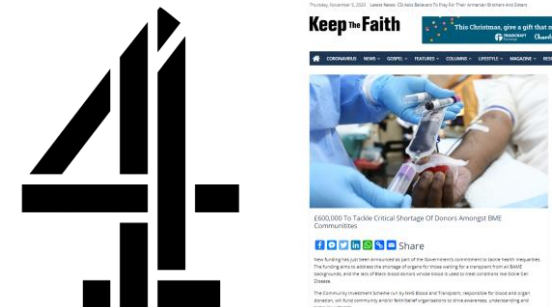 Thursday, November 5, 2020 Latest News: CSI Asks Believers To Pray For Their Armenian Brothers And Sisters
Keep The Faith
This Christmas, give a gift that m
TRAIDCRAFT
CORONAVIRUS NEWS GOSPEL FEATURES COLUMNS LIFESTYLE MAGAZINE RES
£600,000 To Tackle Critical Shortage Of Donors Amongst BME
Communitites
Share
New funding has just been announced as part of the Government's commitment to tackle health inequalities.
The funding aims to address the shortage of organs for those waiting for a transplant from all BAME
backgrounds, and the lack of Black blood donors whose blood is used to treat conditions like Sickle Cell
Disease.
The Community Investment Scheme run by NHS Blood and Transplant, responsible for blood and organ
donation, will fund community and/or faith/belief organisations to drive awareness, understanding and